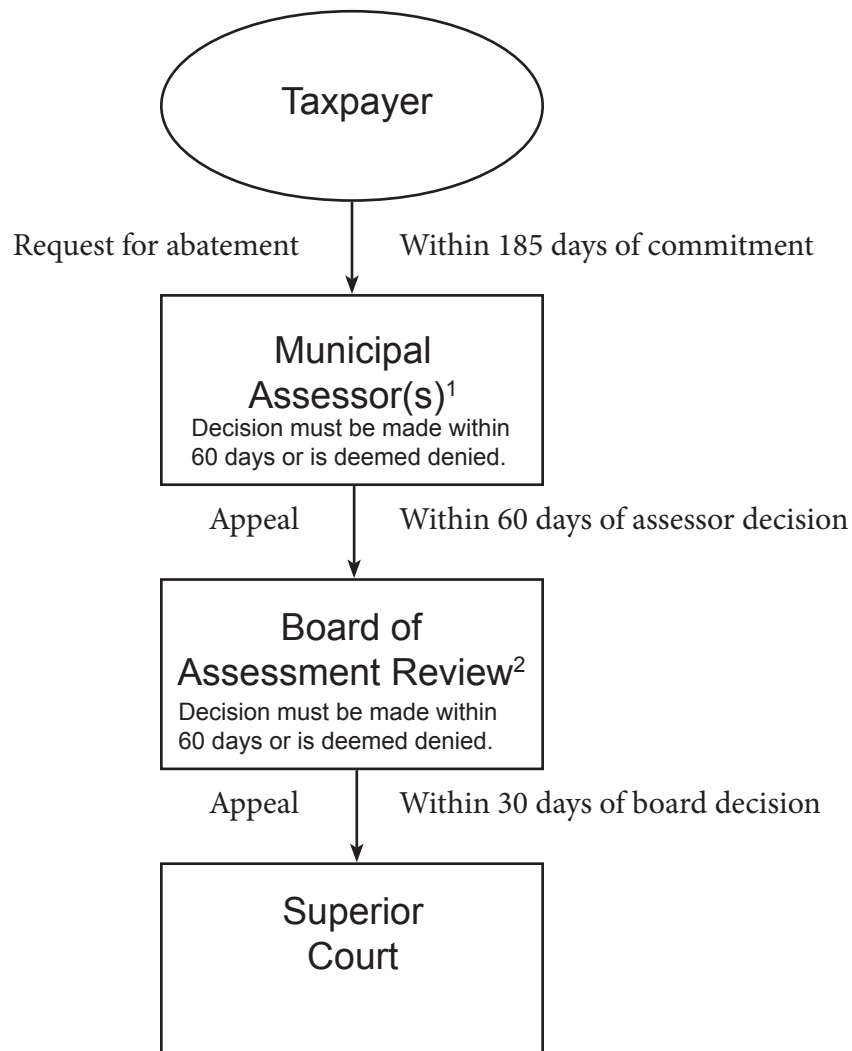 Taxpayer
Request for abatement
Within 185 days of commitment
Municipal
Assessor(s)¹
Decision must be made within
60 days or is deemed denied.
Appeal
Within 60 days of assessor decision
Board of
Assessment Review²
Decision must be made within
60 days or is deemed denied.
Appeal
Within 30 days of board decision
Superior
Court